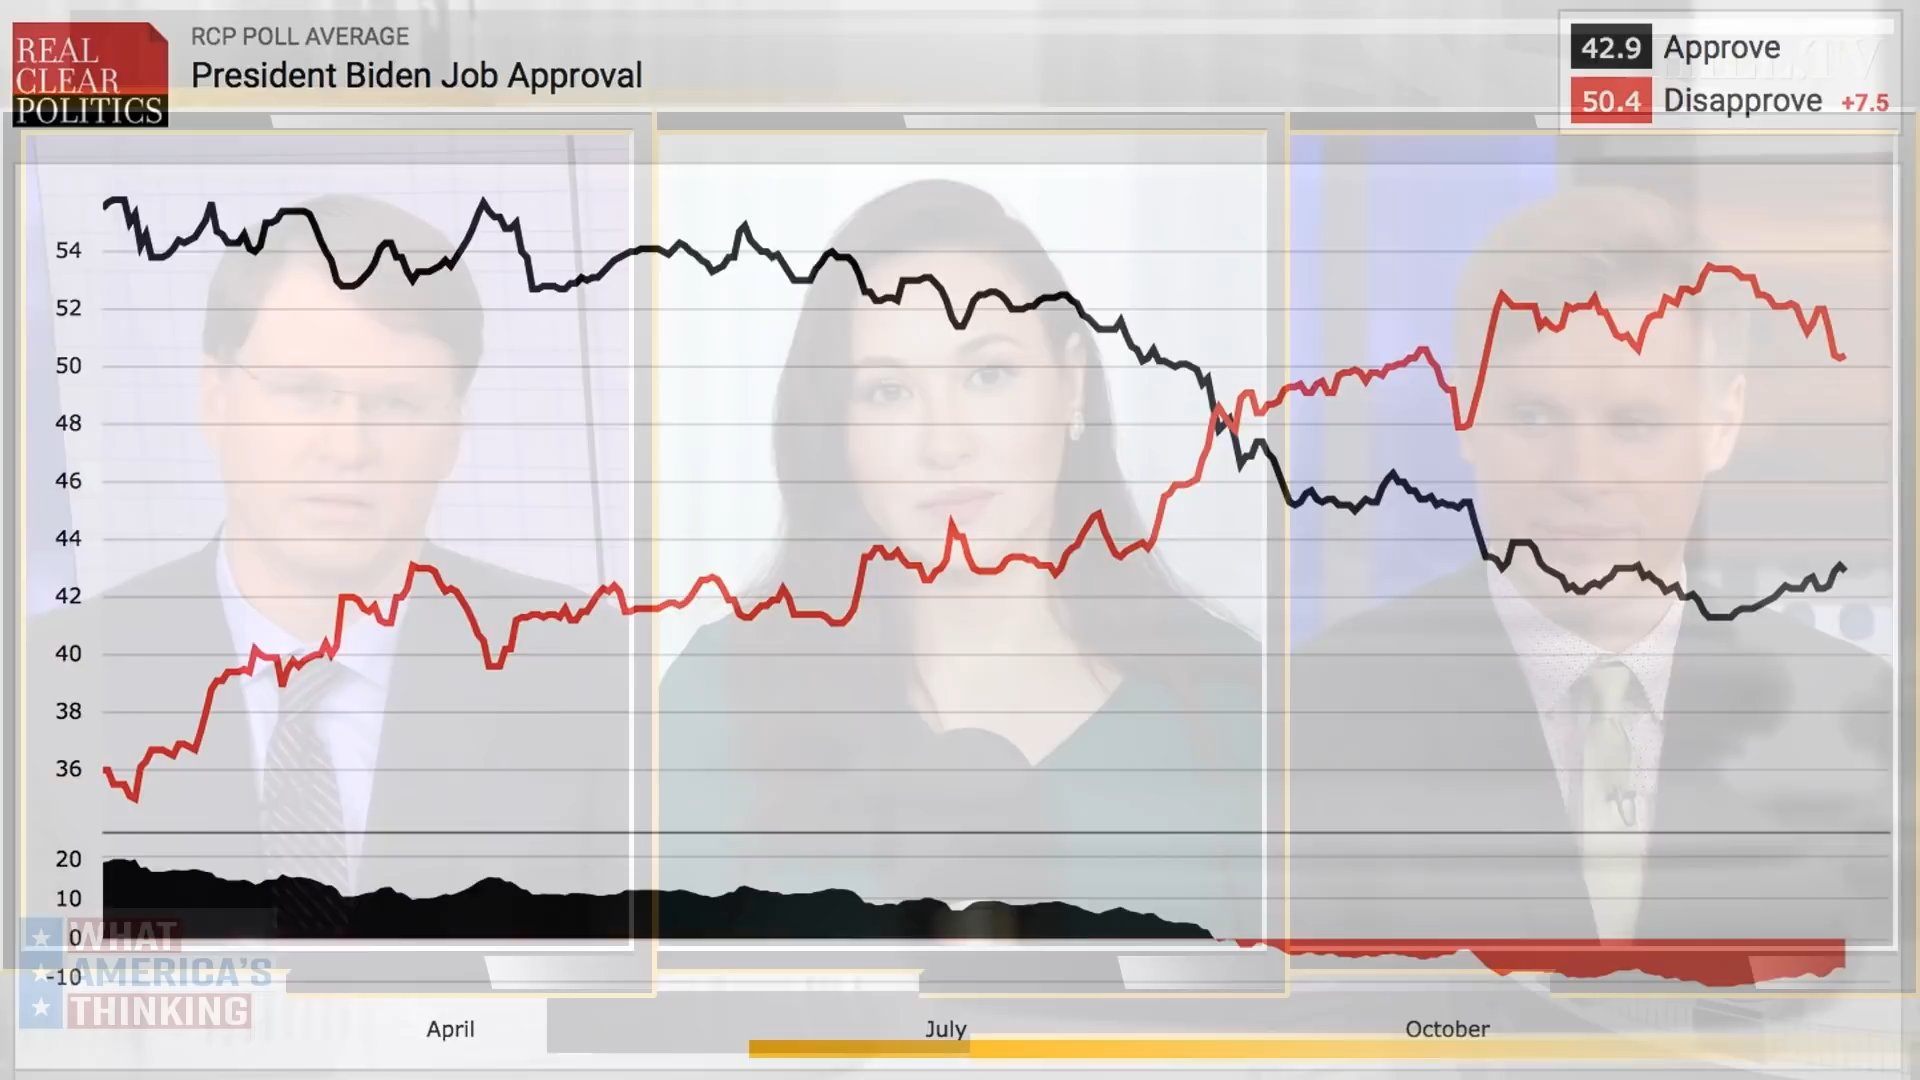 REAL
CLEAR
POLITICS
RCP POLL AVERAGE
President Biden Job Approval
42.9 Approve
50.4 Disapprove +7.5
54
52
50
48
46
44
42
40
38
36
20
10
0
-10
WHAT
AMERICA'S
THINKING
April
July
October